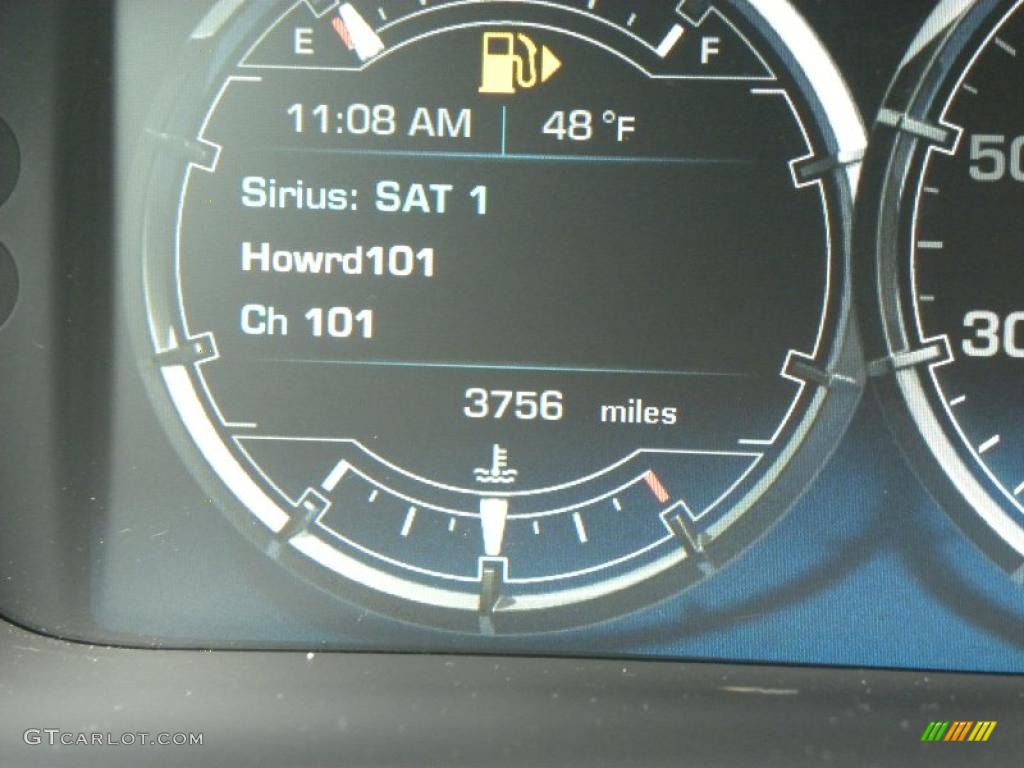 E F
11:08 AM 48 °F
Sirius: SAT 1
Howrd101
Ch 101
3756 miles
50
30
GTCARLOT.COM